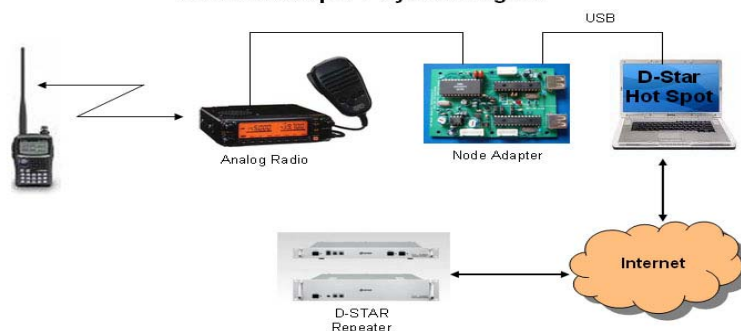 USB
D-Star
Hot Spot
Analog Radio
Node Adapter
Internet
D-STAR
Repeater